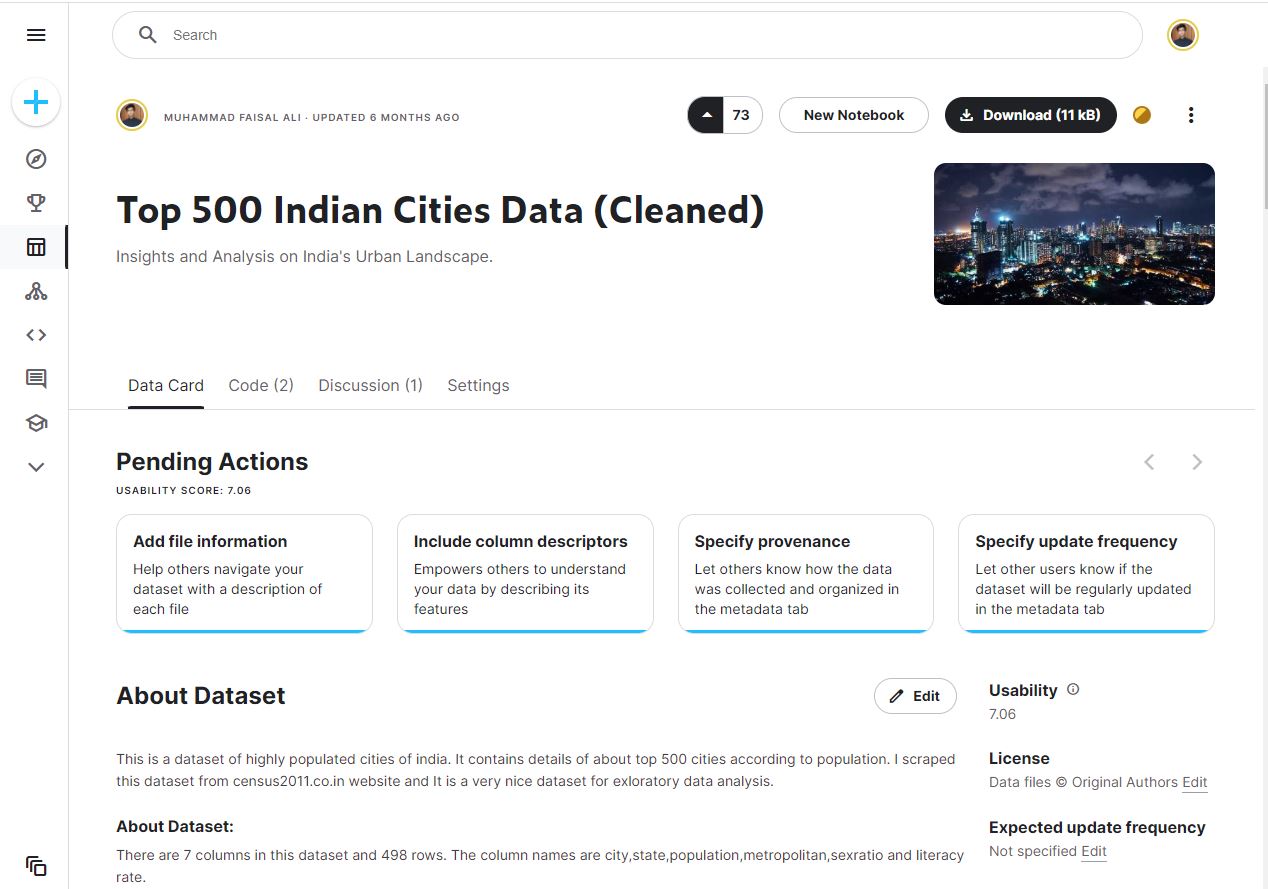 Search
MUHAMMAD FAISAL ALI · UPDATED 6 MONTHS AGO
73
New Notebook
Download (11 kB)
Top 500 Indian Cities Data (Cleaned)
Insights and Analysis on India's Urban Landscape.
Data Card
Code (2)
Discussion (1)
Settings
Pending Actions
USABILITY SCORE: 7.06
Add file information
Help others navigate your
dataset with a description of
each file
Include column descriptors
Empowers others to understand
your data by describing its
features
Specify provenance
Let others know how the data
was collected and organized in
the metadata tab
Specify update frequency
Let other users know if the
dataset will be regularly updated
in the metadata tab
About Dataset
Edit
This is a dataset of highly populated cities of india. It contains details of about top 500 cities according to population. I scraped
this dataset from census2011.co.in website and It is a very nice dataset for exloratory data analysis.
About Dataset:
There are 7 columns in this dataset and 498 rows. The column names are city,state,population,metropolitan,sexratio and literacy
rate.
Usability
7.06
License
Data files © Original Authors Edit
Expected update frequency
Not specified Edit